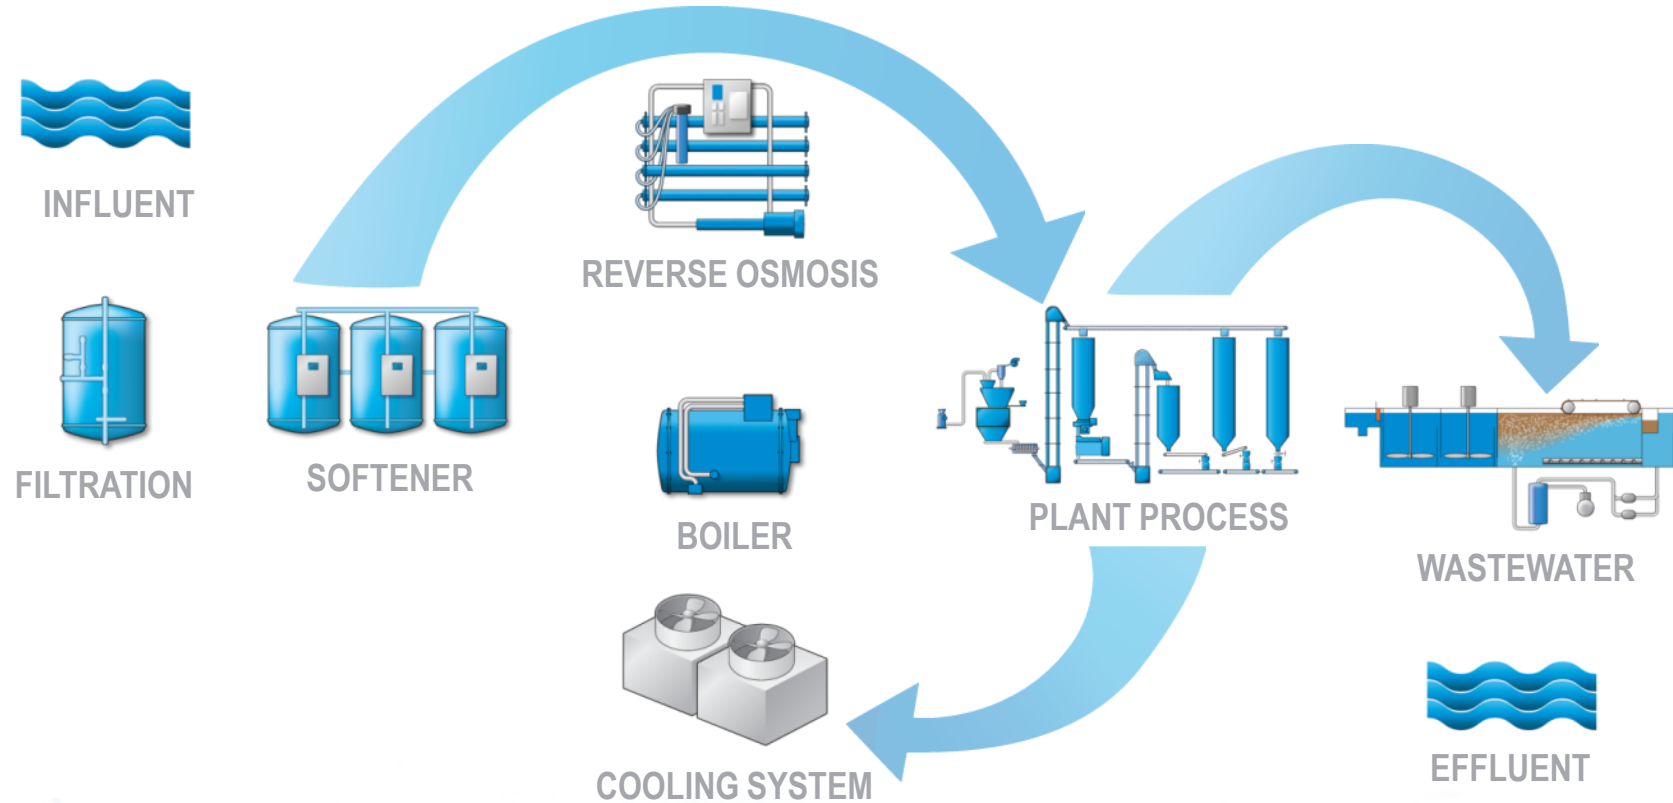 INFLUENT
FILTRATION
SOFTENER
REVERSE OSMOSIS
BOILER
COOLING SYSTEM
PLANT PROCESS
WASTEWATER
EFFLUENT